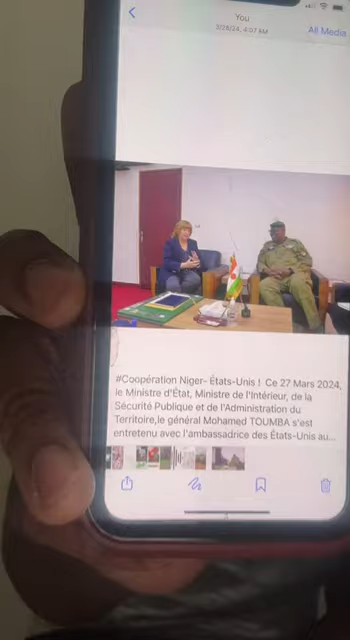 You
3/28/24, 4:07 AM
All Media
#Coopération Niger- États-Unis ! Ce 27 Mars 2024,
le Ministre d'État, Ministre de l'Intérieur, de la
Sécurité Publique et de l'Administration du
Territoire,le général Mohamed TOUMBA s'est
entretenu avec l'ambassadrice des États-Unis au...